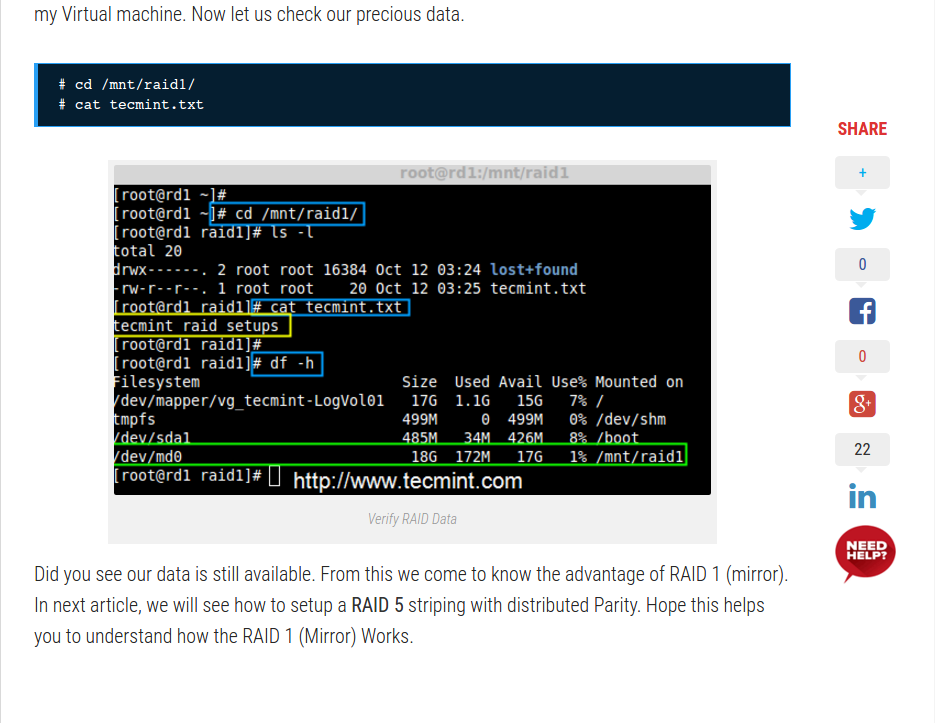 my Virtual machine. Now let us check our precious data.
# cd /mnt/raid1/
# cat tecmint.txt
root@rd1:/mnt/raid1
[root@rd1 ~]#
[root@rd1 ~]# cd /mnt/raid1/
[root@rd1 raid1]# ls -l
total 20
drwx------. 2 root root 16384 Oct 12 03:24 lost+found
-rw-r--r--. 1 root root    20 Oct 12 03:25 tecmint.txt
[root@rd1 raid1]# cat tecmint.txt
tecmint raid setups
[root@rd1 raid1]#
[root@rd1 raid1]# df -h
Filesystem                    Size  Used Avail Use% Mounted on
/dev/mapper/vg_tecmint-LogVol01   17G  1.1G   15G   7% /
tmpfs                         499M     0  499M   0% /dev/shm
/dev/sda1                     485M   34M  426M   8% /boot
/dev/md0                       18G  172M   17G   1% /mnt/raid1
[root@rd1 raid1]#
http://www.tecmint.com
Verify RAID Data
Did you see our data is still available. From this we come to know the advantage of RAID 1 (mirror).
In next article, we will see how to setup a RAID 5 striping with distributed Parity. Hope this helps
you to understand how the RAID 1 (Mirror) Works.
SHARE
+
0
0
g+
22
in
NEED
HELP?